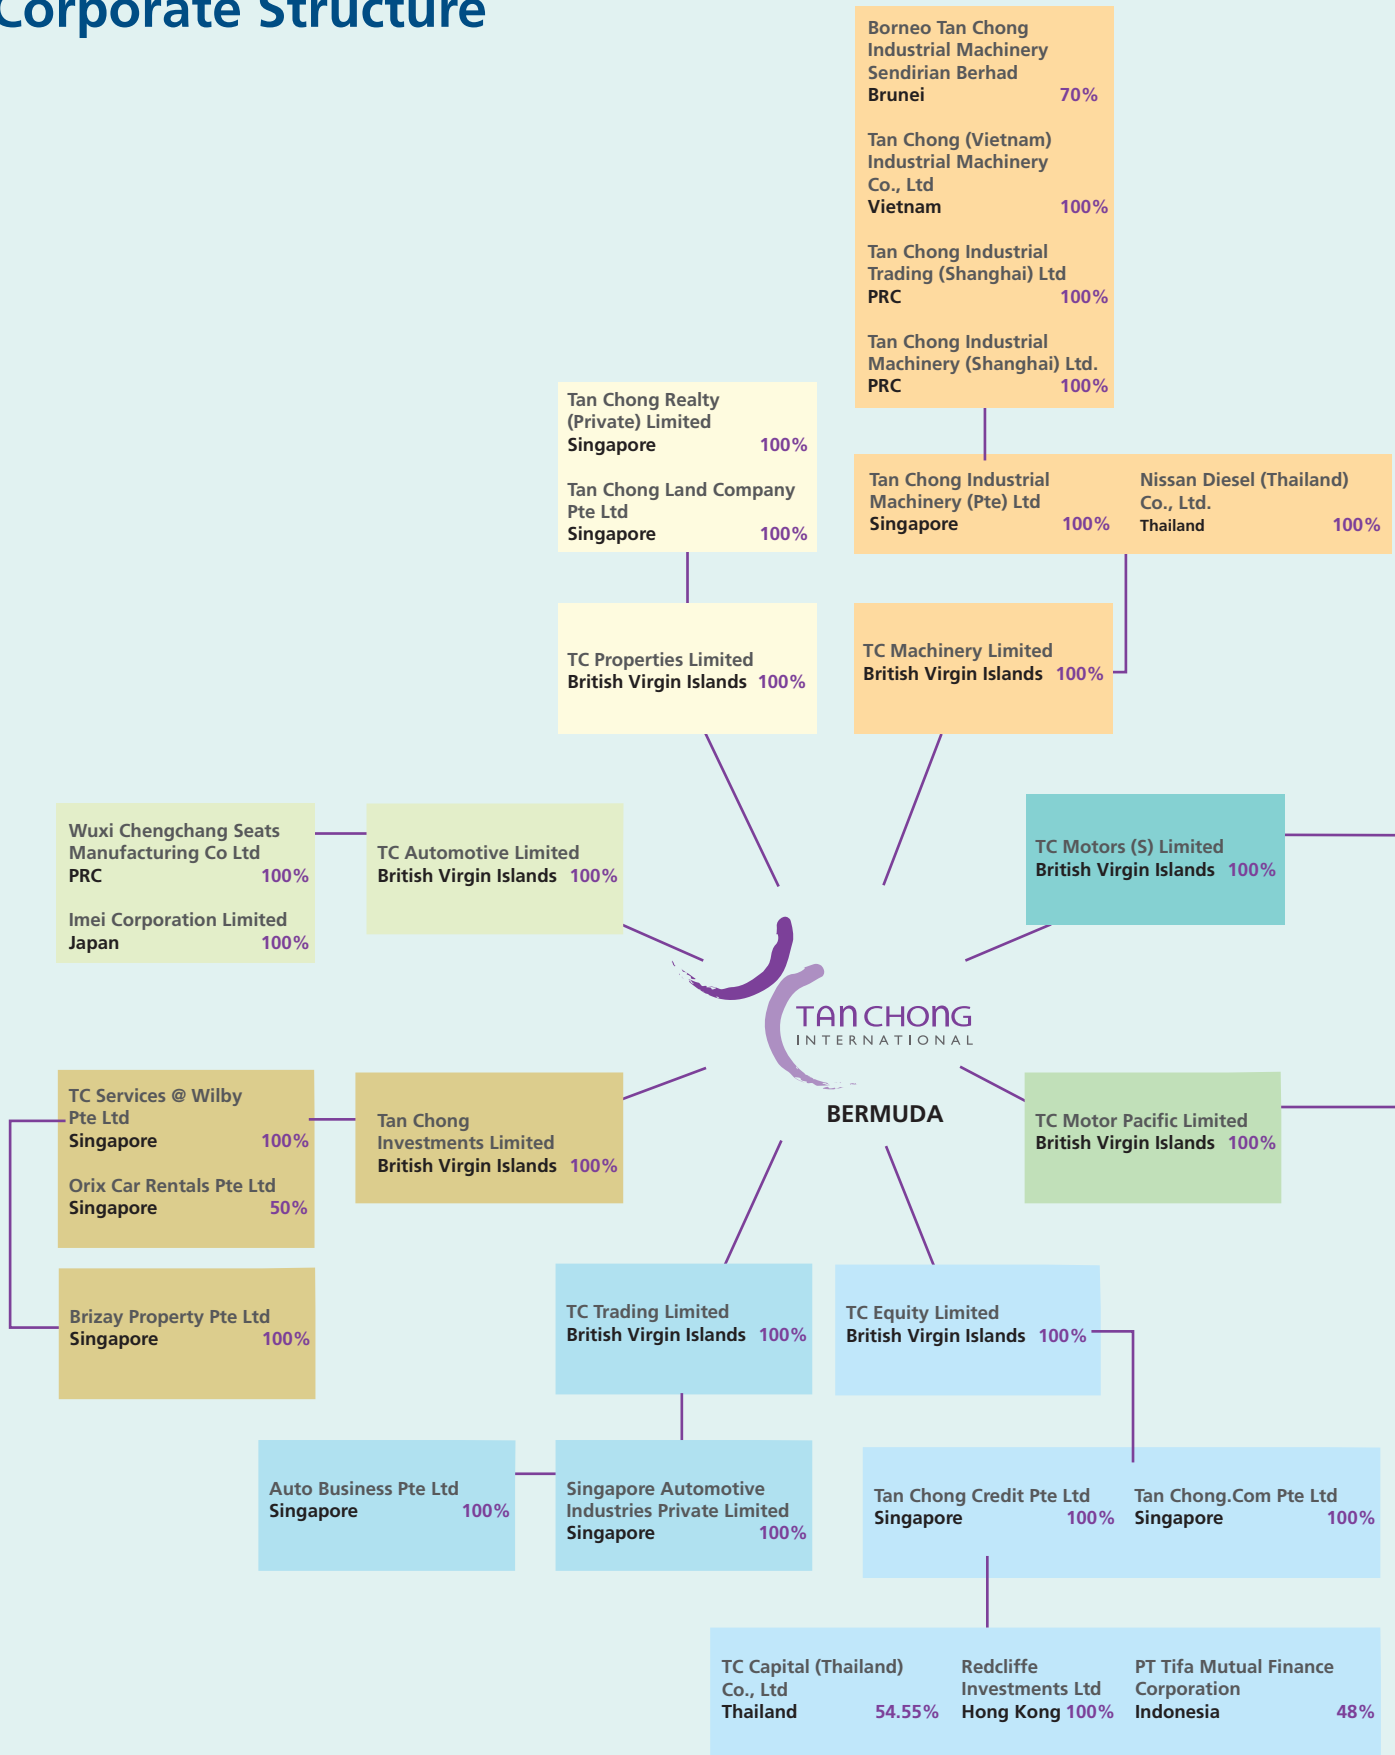 Corporate Structure
Borneo Tan Chong
Industrial Machinery
Sendirian Berhad
Brunei 70%
Tan Chong (Vietnam)
Industrial Machinery
Co., Ltd
Vietnam 100%
Tan Chong Industrial
Trading (Shanghai) Ltd
PRC 100%
Tan Chong Industrial
Machinery (Shanghai) Ltd.
PRC 100%
Tan Chong Realty
(Private) Limited
Singapore 100%
Tan Chong Land Company
Pte Ltd
Singapore 100%
Tan Chong Industrial
Machinery (Pte) Ltd
Singapore 100%
Nissan Diesel (Thailand)
Co., Ltd.
Thailand 100%
TC Properties Limited
British Virgin Islands 100%
TC Machinery Limited
British Virgin Islands 100%
Wuxi Chengchang Seats
Manufacturing Co Ltd
PRC 100%
Imei Corporation Limited
Japan 100%
TC Automotive Limited
British Virgin Islands 100%
TC Motors (S) Limited
British Virgin Islands 100%
TAN CHONG
INTERNATIONAL
BERMUDA
TC Services @ Wilby
Pte Ltd
Singapore 100%
Orix Car Rentals Pte Ltd
Singapore 50%
Tan Chong
Investments Limited
British Virgin Islands 100%
TC Motor Pacific Limited
British Virgin Islands 100%
Brizay Property Pte Ltd
Singapore 100%
TC Trading Limited
British Virgin Islands 100%
TC Equity Limited
British Virgin Islands 100%
Auto Business Pte Ltd
Singapore 100%
Singapore Automotive
Industries Private Limited
Singapore 100%
Tan Chong Credit Pte Ltd
Singapore 100%
Tan Chong.Com Pte Ltd
Singapore 100%
TC Capital (Thailand)
Co., Ltd
Thailand 54.55%
Redcliffe
Investments Ltd
Hong Kong 100%
PT Tifa Mutual Finance
Corporation
Indonesia 48%